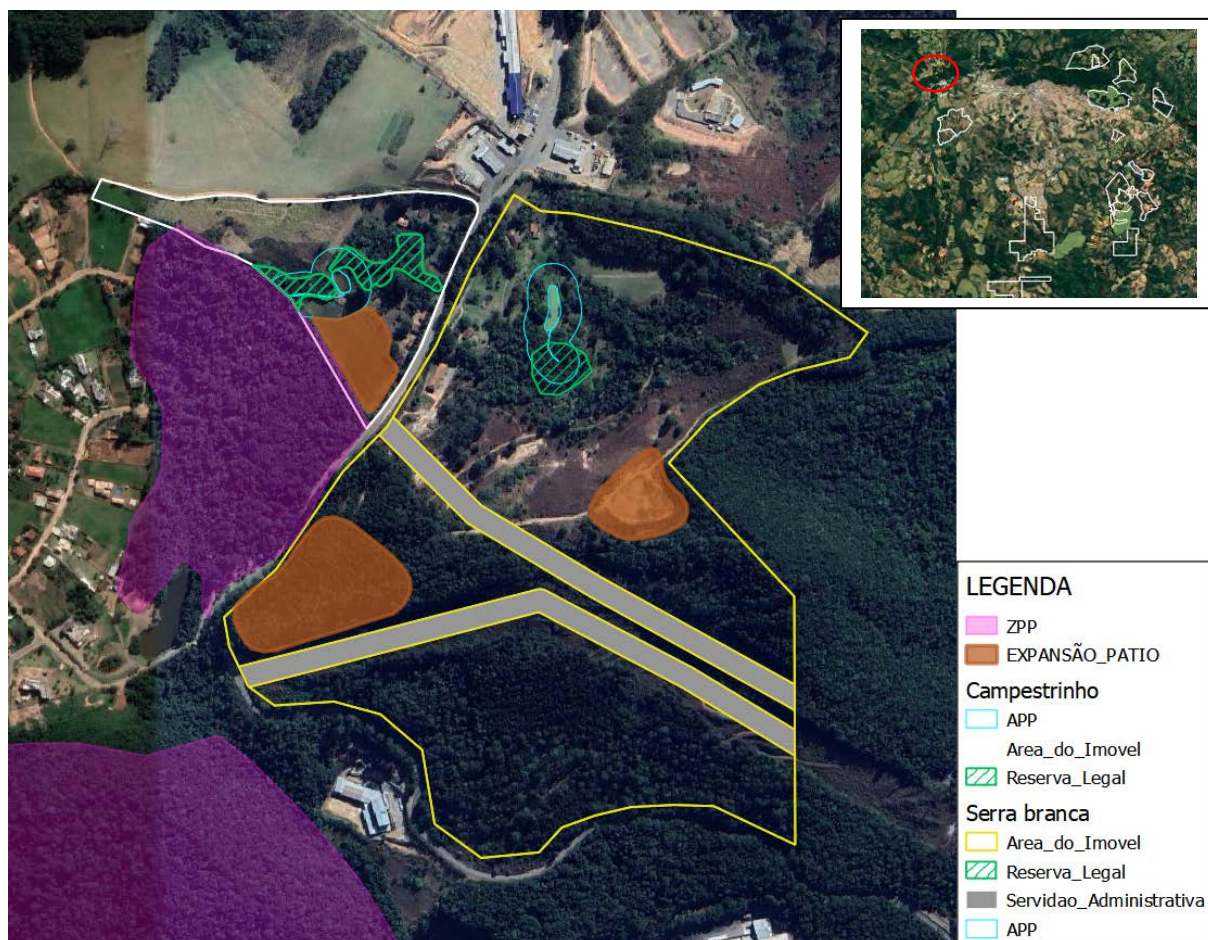 LEGENDA
ZPP
EXPANSÃO_PATIO
Campestrinho
APP
Area_do_Imovel
Reserva_Legal
Serra branca
Area_do_Imovel
Reserva_Legal
Servidao_Administrativa
APP